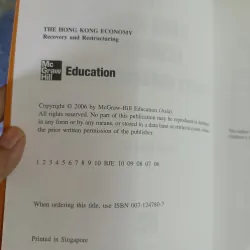 THE HONG KONG ECONOMY
Recovery and Restructuring
Mc
Graw
Hill
Education
Copyright © 2006 by McGraw-Hill Education (Asia).
All rights reserved. No part of this publication may be reproduced or distributed
in any form or by any means, or stored in a database or retrieval system, without
the prior written permission of the publisher.
1 2 3 4 5 6 7 8 9 10 BJE 10 09 08 07 06
When ordering this title, use ISBN
Printed in Singapore